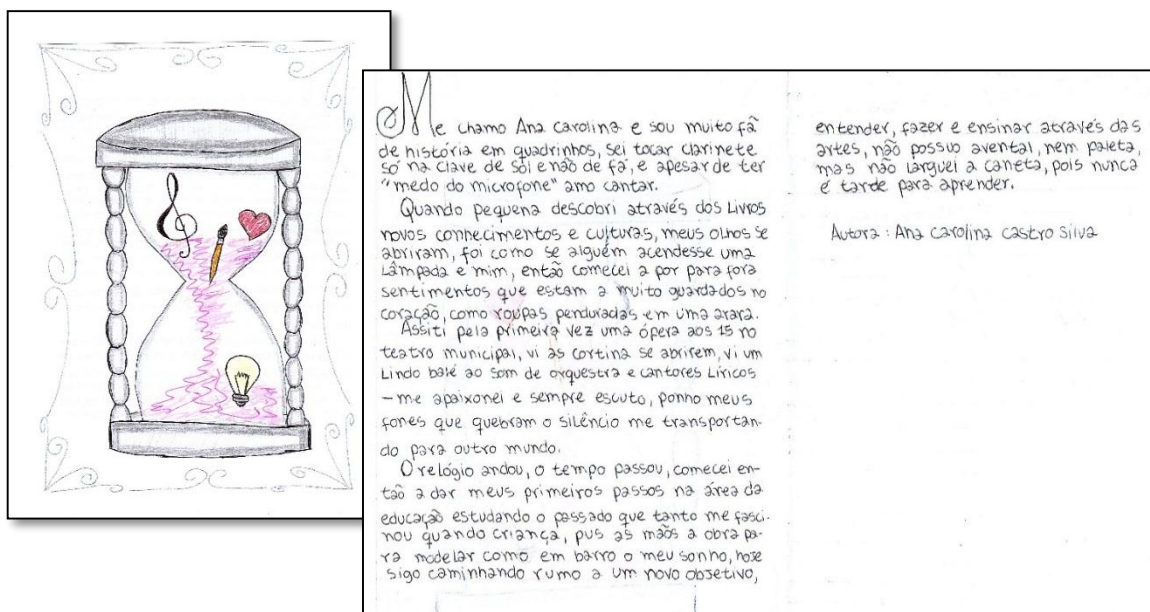 Me chamo Ana Carolina e sou muito fã
de história em quadrinhos, sei tocar clarinete
só na clave de sol e não de fá, e apesar de ter
"medo do microfone" amo cantar.
Quando pequena descobri através dos Livros
novos conhecimentos e culturas, meus olhos se
abriram, foi como se alguém acendesse uma
Lâmpada e mim, então comecei a por para fora
sentimentos que estam a muito guardados no
coração, como roupas penduradas em uma arara.
Assiti pela primeira vez uma ópera aos 15 no
teatro municipal, vi as cortina se abrirem, vi um
Lindo balé ao som de orquestra e cantores Líricos
– me apaixonei e sempre escuto, ponho meus
fones que quebram o silêncio me transportan-
do para outro mundo.
O relógio andou, o tempo passou, comecei en-
tão a dar meus primeiros passos na área da
educação estudando o passado que tanto me fasci-
nou quando criança, pus as mãos a obra pa-
ra modelar como em barro o meu sonho, hoje
sigo caminhando rumo a um novo objetivo,
entender, fazer e ensinar através das
artes, não possuo avental, nem paleta,
mas não larguei a caneta, pois nunca
é tarde para aprender.
Autora: Ana Carolina Castro Silva